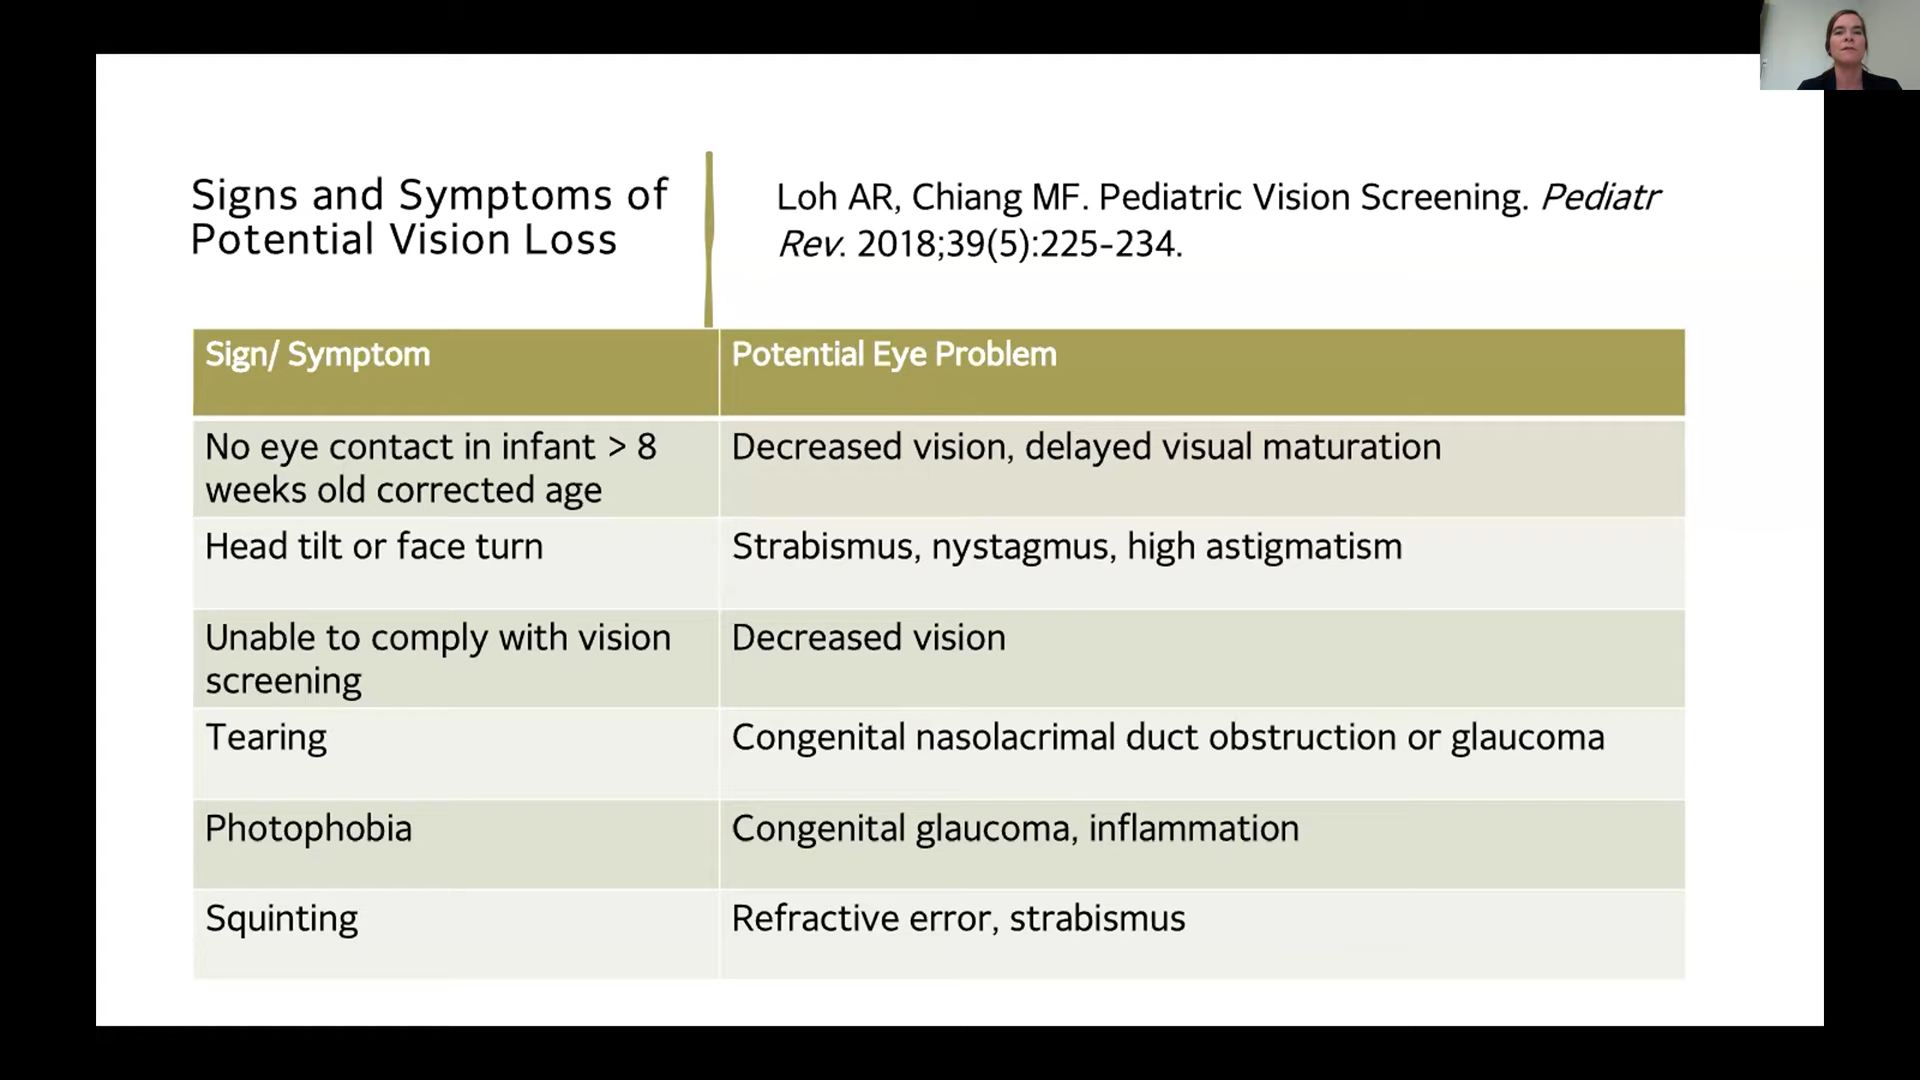 Signs and Symptoms of
Potential Vision Loss
Loh AR, Chiang MF. Pediatric Vision Screening. Pediatr
Rev. 2018;39(5):225-234.
Sign/ Symptom
Potential Eye Problem
No eye contact in infant > 8
weeks old corrected age
Decreased vision, delayed visual maturation
Head tilt or face turn
Strabismus, nystagmus, high astigmatism
Unable to comply with vision
screening
Decreased vision
Tearing
Congenital nasolacrimal duct obstruction or glaucoma
Photophobia
Congenital glaucoma, inflammation
Squinting
Refractive error, strabismus